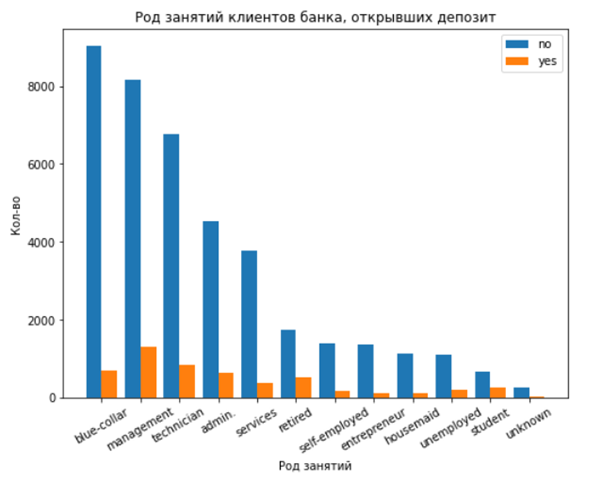 Род занятий клиентов банка, открывших депозит
no
yes
8000
6000
4000
2000
0
Кол-во
blue-collar
management
technician
admin.
services
retired
self-employed
entrepreneur
housemaid
unemployed
student
unknown
Род занятий